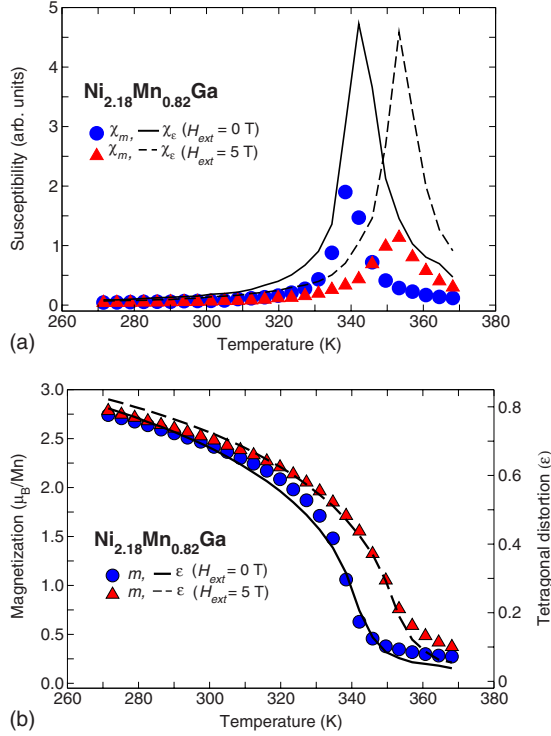 5
4
3
2
1
0
Susceptibility (arb. units)
Ni2.18Mn0.82Ga
χm, χε (Hext = 0 T)
χm, χε (Hext = 5 T)
260 280 300 320 340 360 380
Temperature (K)
(a)
3.0
2.5
2.0
1.5
1.0
0.5
0.0
Magnetization (μB/Mn)
Ni2.18Mn0.82Ga
m, ε (Hext = 0 T)
m, ε (Hext = 5 T)
0.8
0.6
0.4
0.2
0
Tetragonal distortion (ε)
260 280 300 320 340 360 380
Temperature (K)
(b)